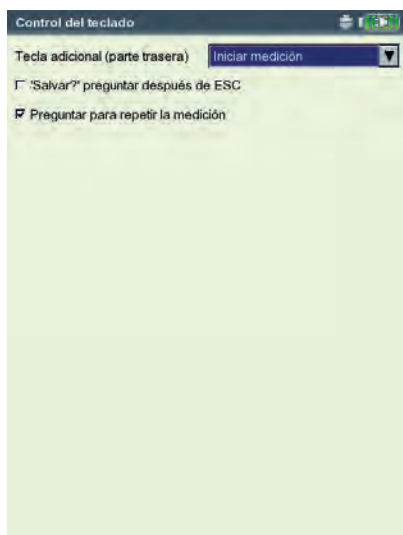 Control del teclado
Tecla adicional (parte trasera) Iniciar medición
'Salvar?' preguntar después de ESC
Preguntar para repetir la medición